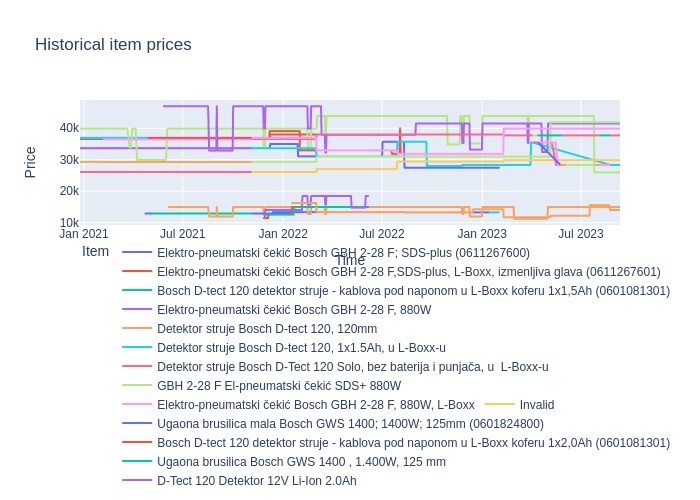 Historical item prices
Price
40k
30k
20k
10k
Jan 2021 Jul 2021 Jan 2022 Jul 2022 Jan 2023 Jul 2023
Time
Item
Elektro-pneumatski čekić Bosch GBH 2-28 F; SDS-plus (0611267600)
Elektro-pneumatski čekić Bosch GBH 2-28 F,SDS-plus, L-Boxx, izmenljiva glava (0611267601)
Bosch D-tect 120 detektor struje - kablova pod naponom u L-Boxx koferu 1x1,5Ah (0601081301)
Elektro-pneumatski čekić Bosch GBH 2-28 F, 880W
Detektor struje Bosch D-tect 120, 120mm
Detektor struje Bosch D-tect 120, 1x1.5Ah, u L-Boxx-u
Detektor struje Bosch D-Tect 120 Solo, bez baterija i punjača, u L-Boxx-u
GBH 2-28 F El-pneumatski čekić SDS+ 880W
Elektro-pneumatski čekić Bosch GBH 2-28 F, 880W, L-Boxx Invalid
Ugaona brusilica mala Bosch GWS 1400; 1400W; 125mm (0601824800)
Bosch D-tect 120 detektor struje - kablova pod naponom u L-Boxx koferu 1x2,0Ah (0601081301)
Ugaona brusilica Bosch GWS 1400 , 1.400W, 125 mm
D-Tect 120 Detektor 12V Li-Ion 2.0Ah